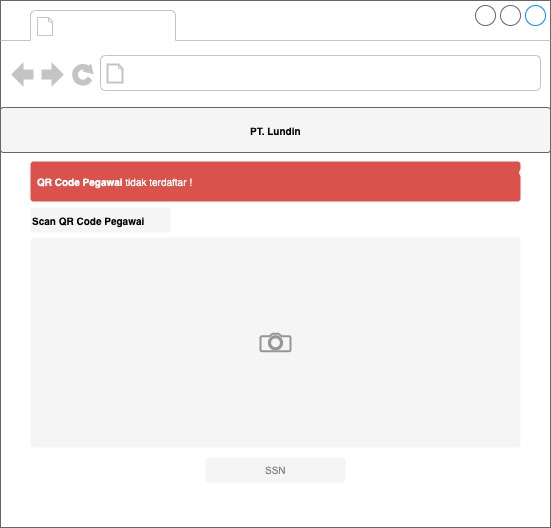 PT. Lundin
QR Code Pegawai tidak terdaftar !
Scan QR Code Pegawai
SSN